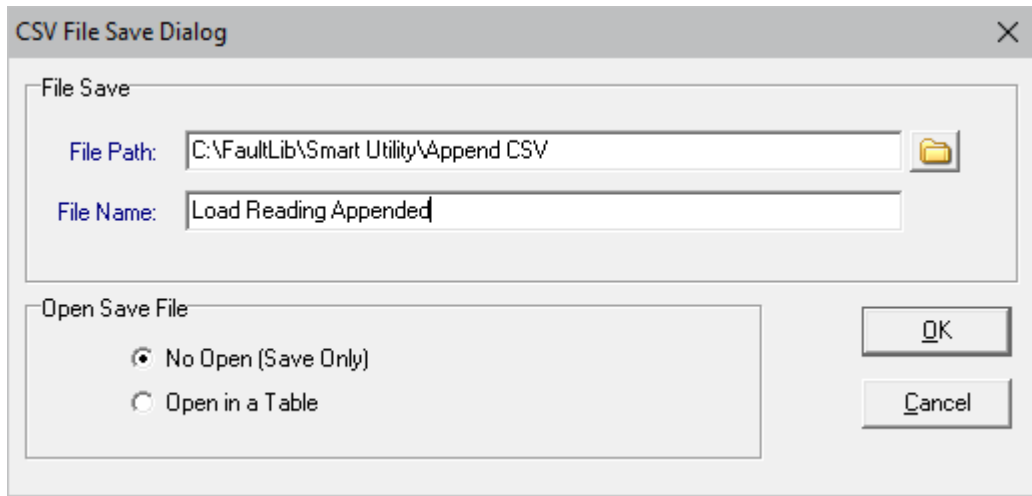 CSV File Save Dialog
File Save
File Path: C:\FaultLib\Smart Utility\Append CSV
File Name: Load Reading Appended
Open Save File
No Open (Save Only)
Open in a Table
OK
Cancel